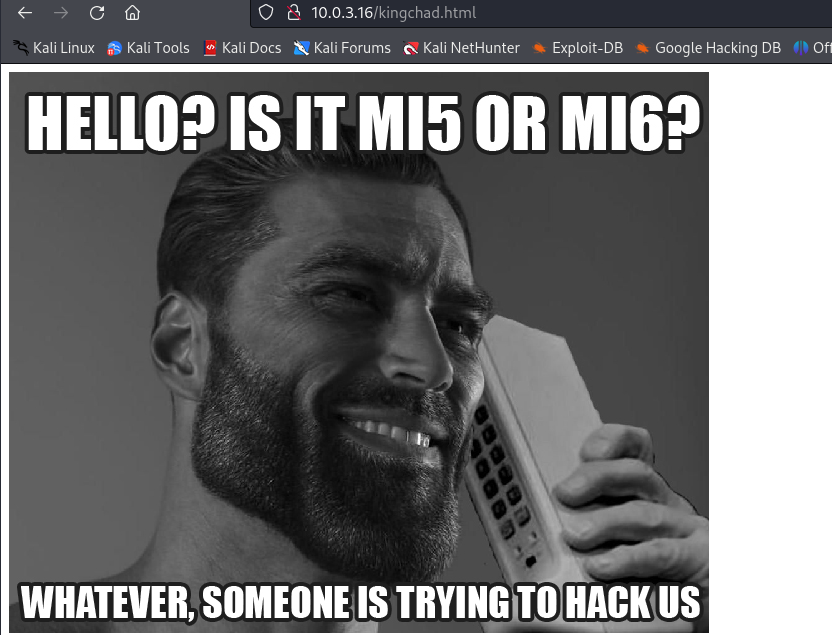 10.0.3.16/kingchad.html
Kali Linux Kali Tools Kali Docs Kali Forums Kali NetHunter Exploit-DB Google Hacking DB Off
HELLO? IS IT MI5 OR MI6?
WHATEVER, SOMEONE IS TRYING TO HACK US